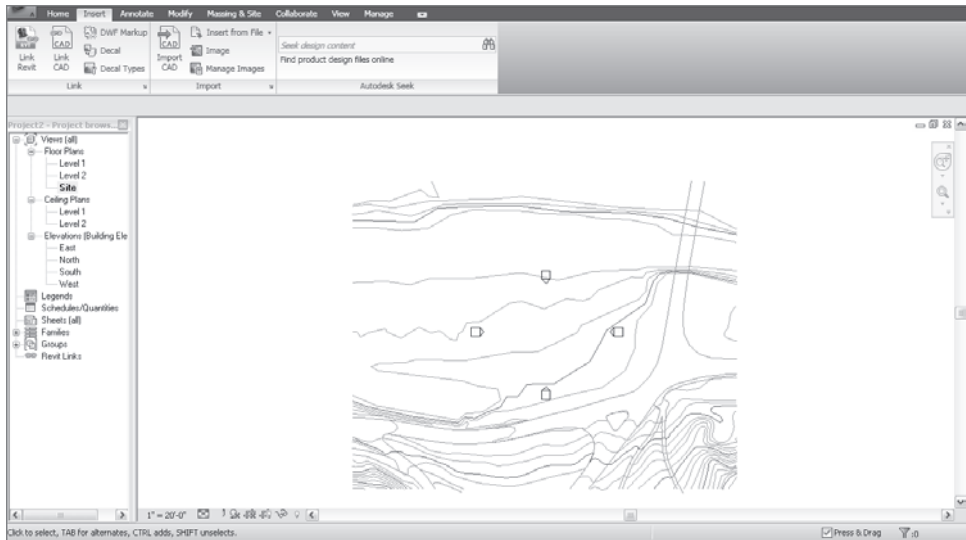 Home Insert Annotate Modify Massing & Site Collaborate View Manage
Link Revit
Link CAD
DWF Markup
Decal
Decal Types
Link
Import CAD
Insert from File
Image
Manage Images
Import
Seek design content
Find product design files online
Autodesk Seek
Project2 - Project brows...
Views (all)
Floor Plans
Level 1
Level 2
Site
Ceiling Plans
Level 1
Level 2
Elevations (Building Ele
East
North
South
West
Legends
Schedules/Quantities
Sheets (all)
Families
Groups
Revit Links
1" = 20'-0"
Click to select, TAB for alternates, CTRL adds, SHIFT unselects.
Press & Drag
:0